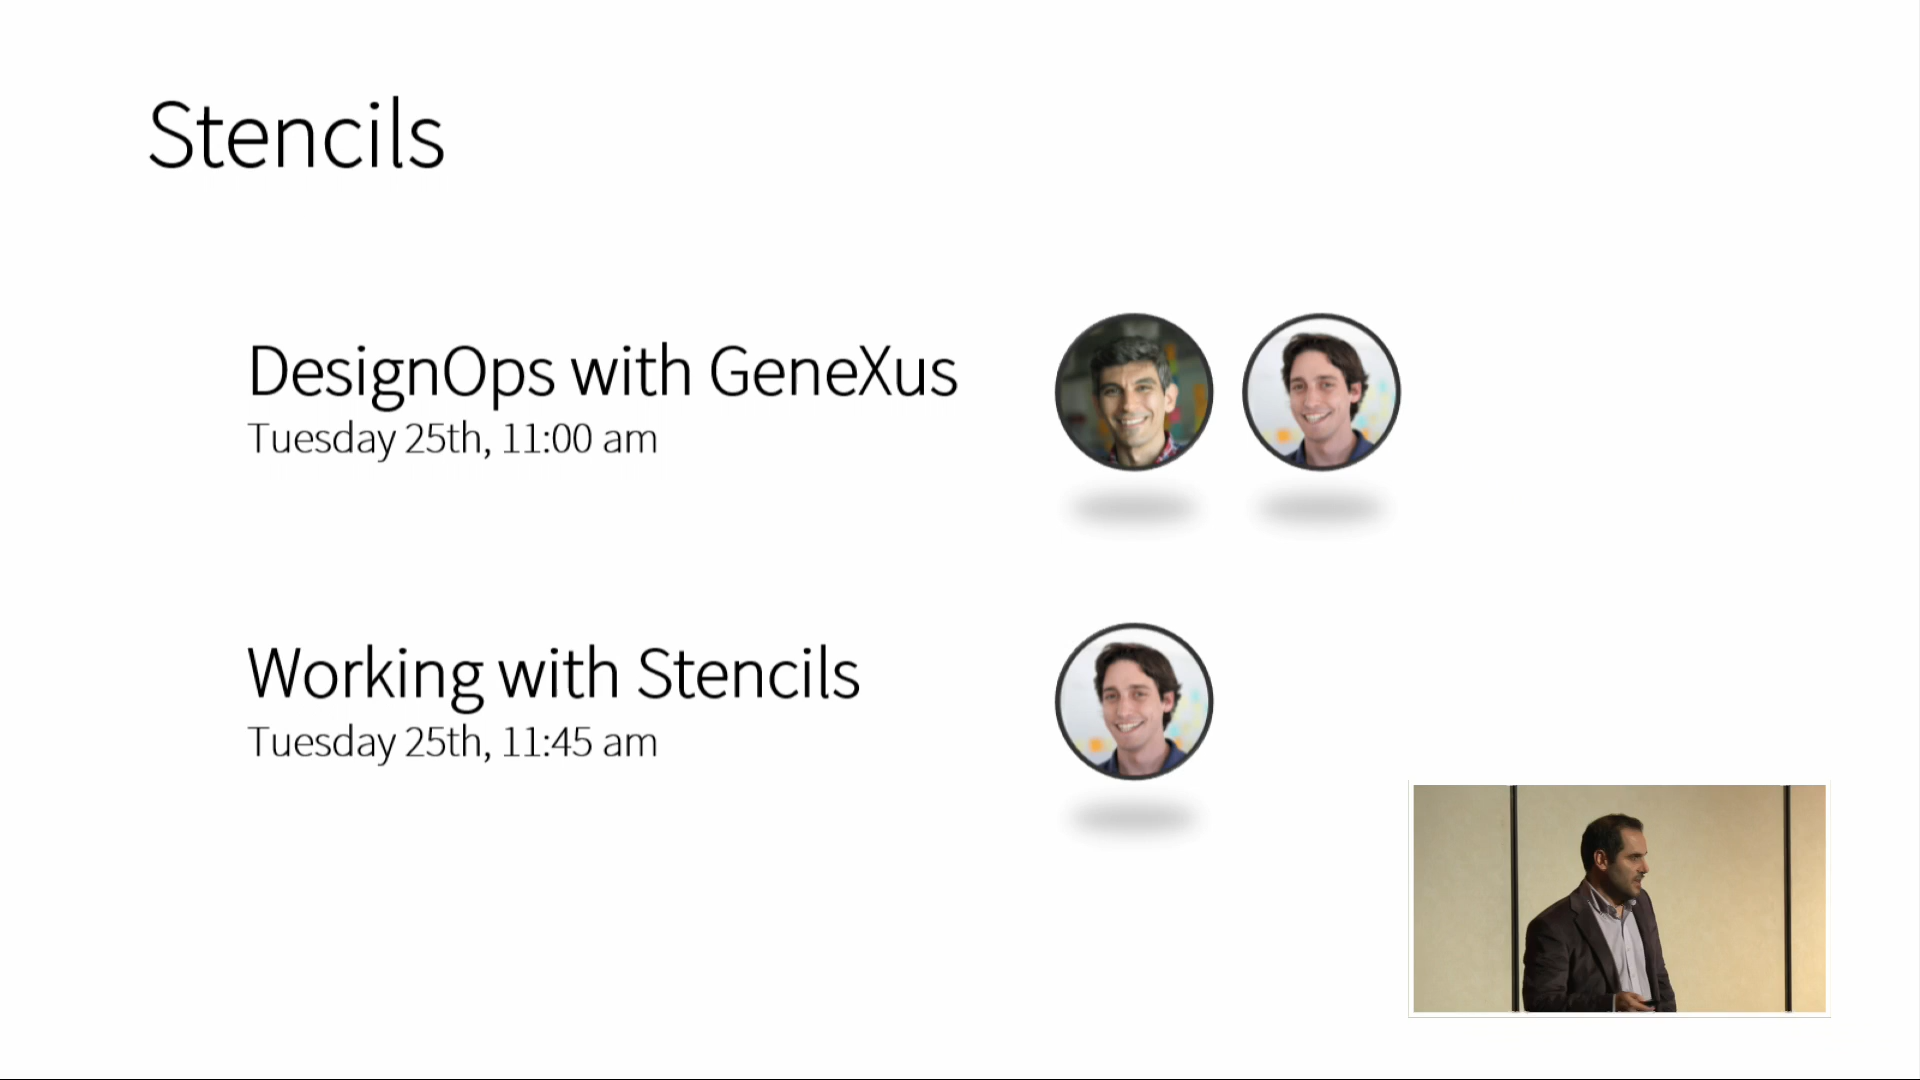 Stencils
DesignOps with GeneXus
Tuesday 25th, 11:00 am
Working with Stencils
Tuesday 25th, 11:45 am